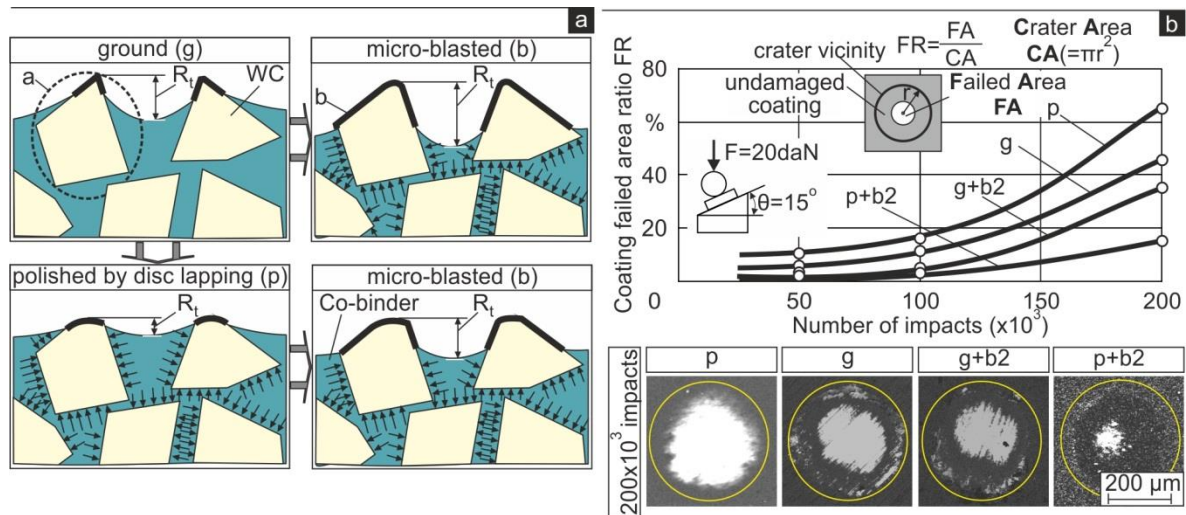 a
ground (g)
a
Rt
WC
micro-blasted (b)
b
Rt
polished by disc lapping (p)
Rt
micro-blasted (b)
Co-binder
Rt
b
Coating failed area ratio FR
80
%
40
20
0
50
100
150
200
Number of impacts (x10³)
crater vicinity
undamaged
coating
FR=FA/CA
Crater Area
CA(=πr²)
r
Failed Area
FA
F=20daN
θ=15°
p
g
g+b2
p+b2
200x10³ impacts
p
g
g+b2
p+b2
200 μm